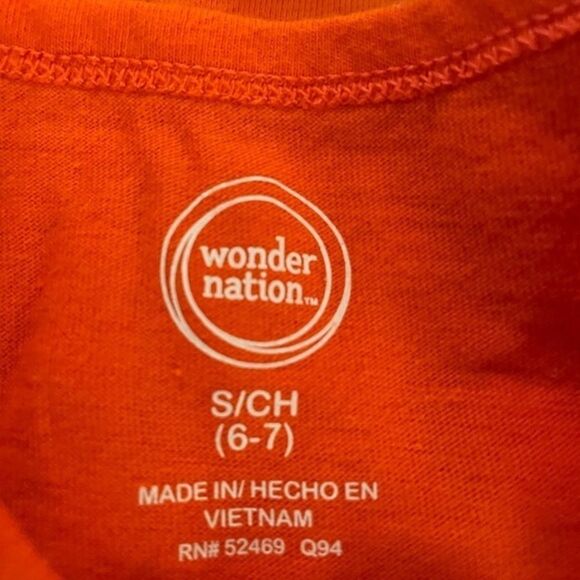 wonder
nation™
S/CH
(6-7)
MADE IN/ HECHO EN
VIETNAM
RN# 52469 Q94